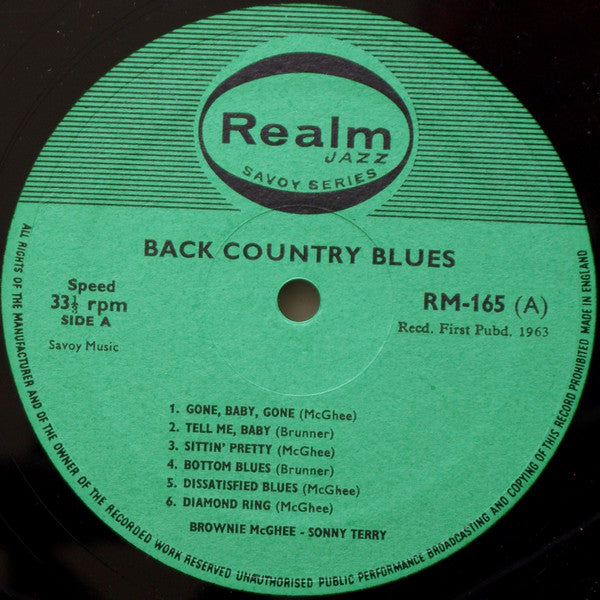 Realm
JAZZ
SAVOY SERIES
BACK COUNTRY BLUES
Speed
33⅓ rpm
SIDE A
Savoy Music
RM-165 (A)
Recd. First Pubd. 1963
1. GONE, BABY, GONE (McGhee)
2. TELL ME, BABY (Brunner)
3. SITTIN' PRETTY (McGhee)
4. BOTTOM BLUES (Brunner)
5. DISSATISFIED BLUES (McGhee)
6. DIAMOND RING (McGhee)
BROWNIE McGHEE - SONNY TERRY
ALL RIGHTS OF THE MANUFACTURER AND OF THE OWNER OF THE RECORDED WORK RESERVED UNAUTHORISED PUBLIC PERFORMANCE BROADCASTING AND COPYING OF THIS RECORD PROHIBITED MADE IN ENGLAND